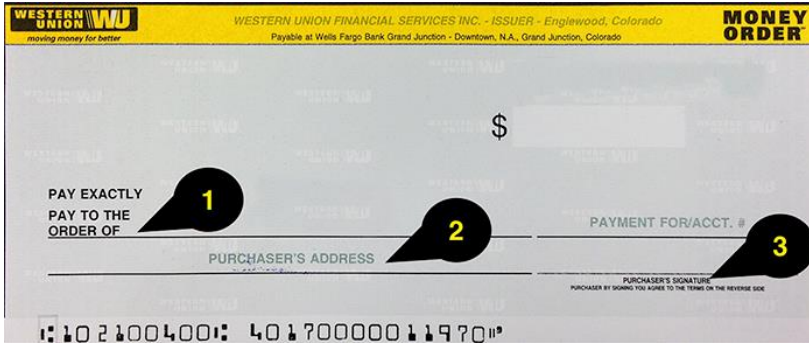 WESTERN UNION WU
moving money for better
WESTERN UNION FINANCIAL SERVICES INC. - ISSUER - Englewood, Colorado
Payable at Wells Fargo Bank Grand Junction - Downtown, N.A., Grand Junction, Colorado
MONEY ORDER
$
PAY EXACTLY
1
PAY TO THE
ORDER OF
2
PAYMENT FOR/ACCT. #
3
PURCHASER'S ADDRESS
PURCHASER'S SIGNATURE
PURCHASER BY SIGNING YOU AGREE TO THE TERMS ON THE REVERSE SIDE
⑆102100400⑆ 40170000011970⑈